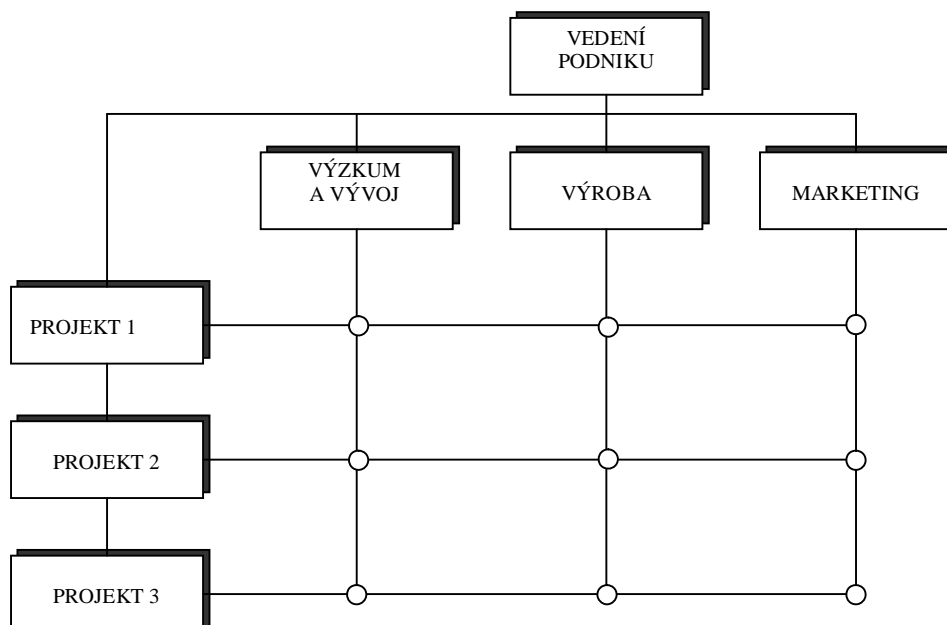 VEDENÍ
PODNIKU
VÝZKUM
A VÝVOJ
VÝROBA
MARKETING
PROJEKT 1
PROJEKT 2
PROJEKT 3